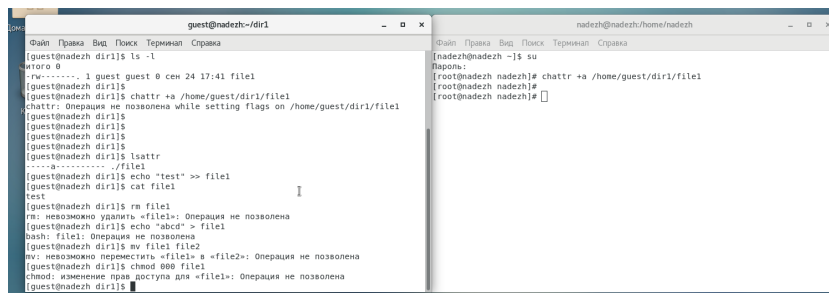 Дома
guest@nadezh:~/dir1
Файл Правка Вид Поиск Терминал Справка
[guest@nadezh dir1]$ ls -l
итого 0
-rw-------. 1 guest guest 0 сен 24 17:41 file1
[guest@nadezh dir1]$
[guest@nadezh dir1]$ chattr +a /home/guest/dir1/file1
chattr: Операция не позволена while setting flags on /home/guest/dir1/file1
[guest@nadezh dir1]$
[guest@nadezh dir1]$
[guest@nadezh dir1]$
[guest@nadezh dir1]$
[guest@nadezh dir1]$ lsattr
-----a---------- ./file1
[guest@nadezh dir1]$ echo "test" >> file1
[guest@nadezh dir1]$ cat file1
test
[guest@nadezh dir1]$ rm file1
rm: невозможно удалить «file1»: Операция не позволена
[guest@nadezh dir1]$ echo "abcd" > file1
bash: file1: Операция не позволена
[guest@nadezh dir1]$ mv file1 file2
mv: невозможно переместить «file1» в «file2»: Операция не позволена
[guest@nadezh dir1]$ chmod 000 file1
chmod: изменение прав доступа для «file1»: Операция не позволена
[guest@nadezh dir1]$
nadezh@nadezh:/home/nadezh
Файл Правка Вид Поиск Терминал Справка
[nadezh@nadezh ~]$ su
Пароль:
[root@nadezh nadezh]# chattr +a /home/guest/dir1/file1
[root@nadezh nadezh]#
[root@nadezh nadezh]#